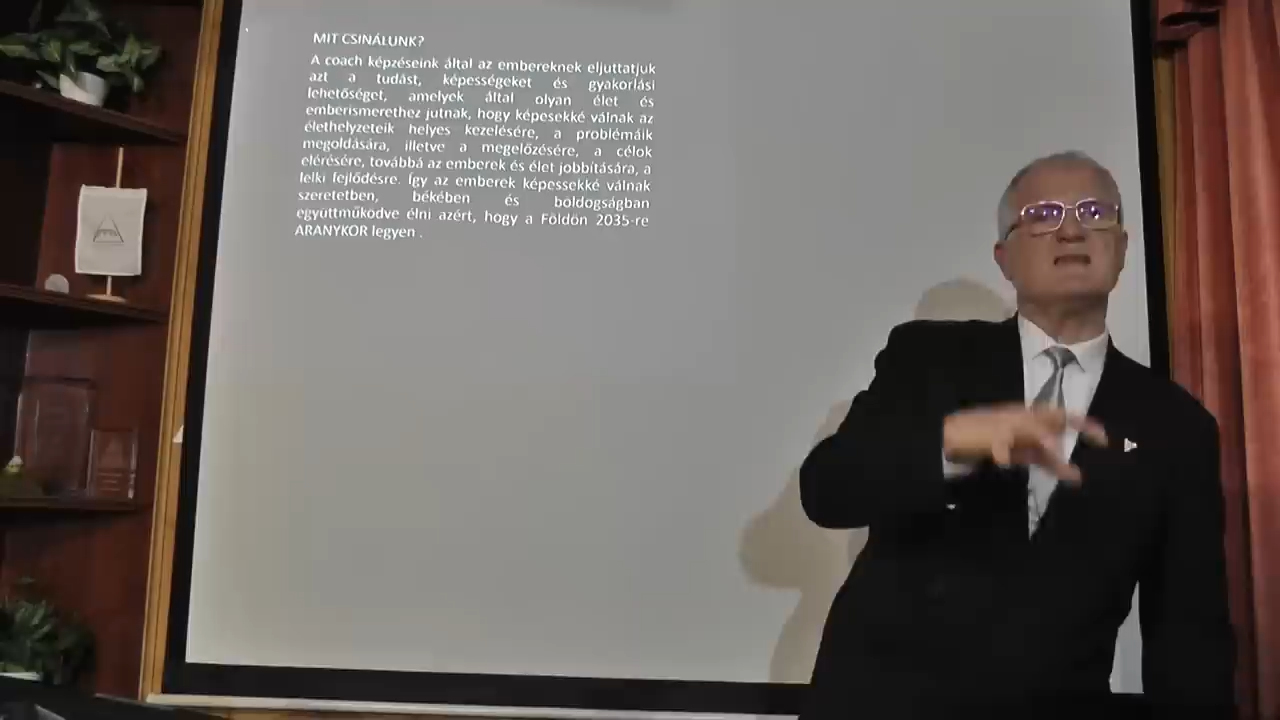 MIT CSINÁLUNK?
A coach képzéseink által az embereknek eljuttatjuk
azt a tudást, képességeket és gyakorlási
lehetőséget, amelyek által olyan élet és
emberismerethez jutnak, hogy képesekké válnak az
élethelyzeteik helyes kezelésére, a problémáik
megoldására, illetve a megelőzésére, a célok
elérésére, továbbá az emberek és élet jobbítására, a
lelki fejlődésre. Így az emberek képessekké válnak
szeretetben, békében és boldogságban
együttműködve élni azért, hogy a Földön 2035-re
ARANYKOR legyen .